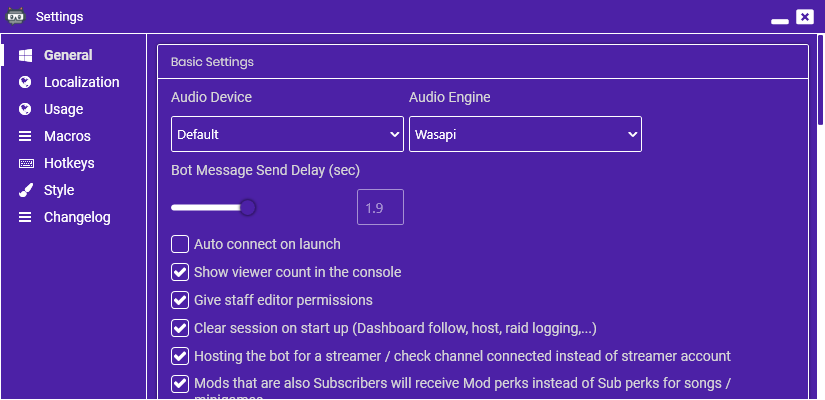 Settings
General
Localization
Usage
Macros
Hotkeys
Style
Changelog
Basic Settings
Audio Device Audio Engine
Default Wasapi
Bot Message Send Delay (sec)
1.9
Auto connect on launch
Show viewer count in the console
Give staff editor permissions
Clear session on start up (Dashboard follow, host, raid logging,...)
Hosting the bot for a streamer / check channel connected instead of streamer account
Mods that are also Subscribers will receive Mod perks instead of Sub perks for songs /
minigames